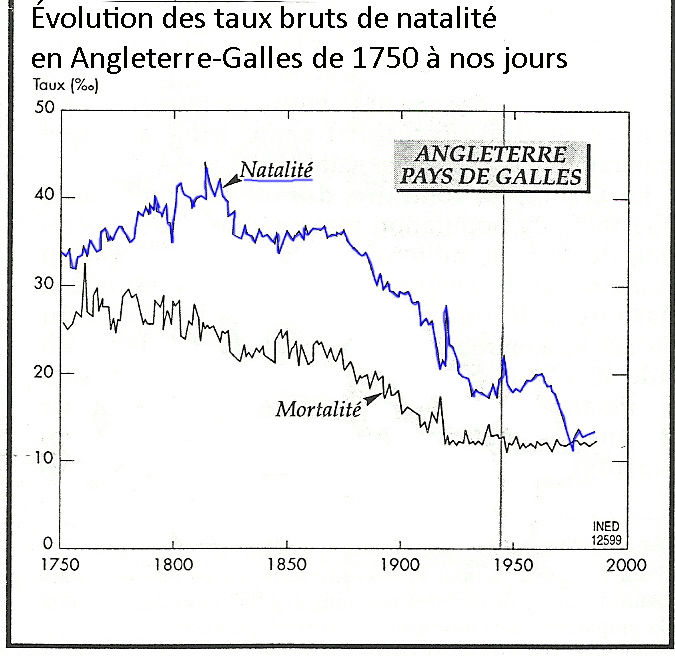 Évolution des taux bruts de natalité
en Angleterre-Galles de 1750 à nos jours
Taux (‰)
50
ANGLETERRE
PAYS DE GALLES
Natalité
40
30
20
Mortalité
10
INED
12599
0
1750 1800 1850 1900 1950 2000